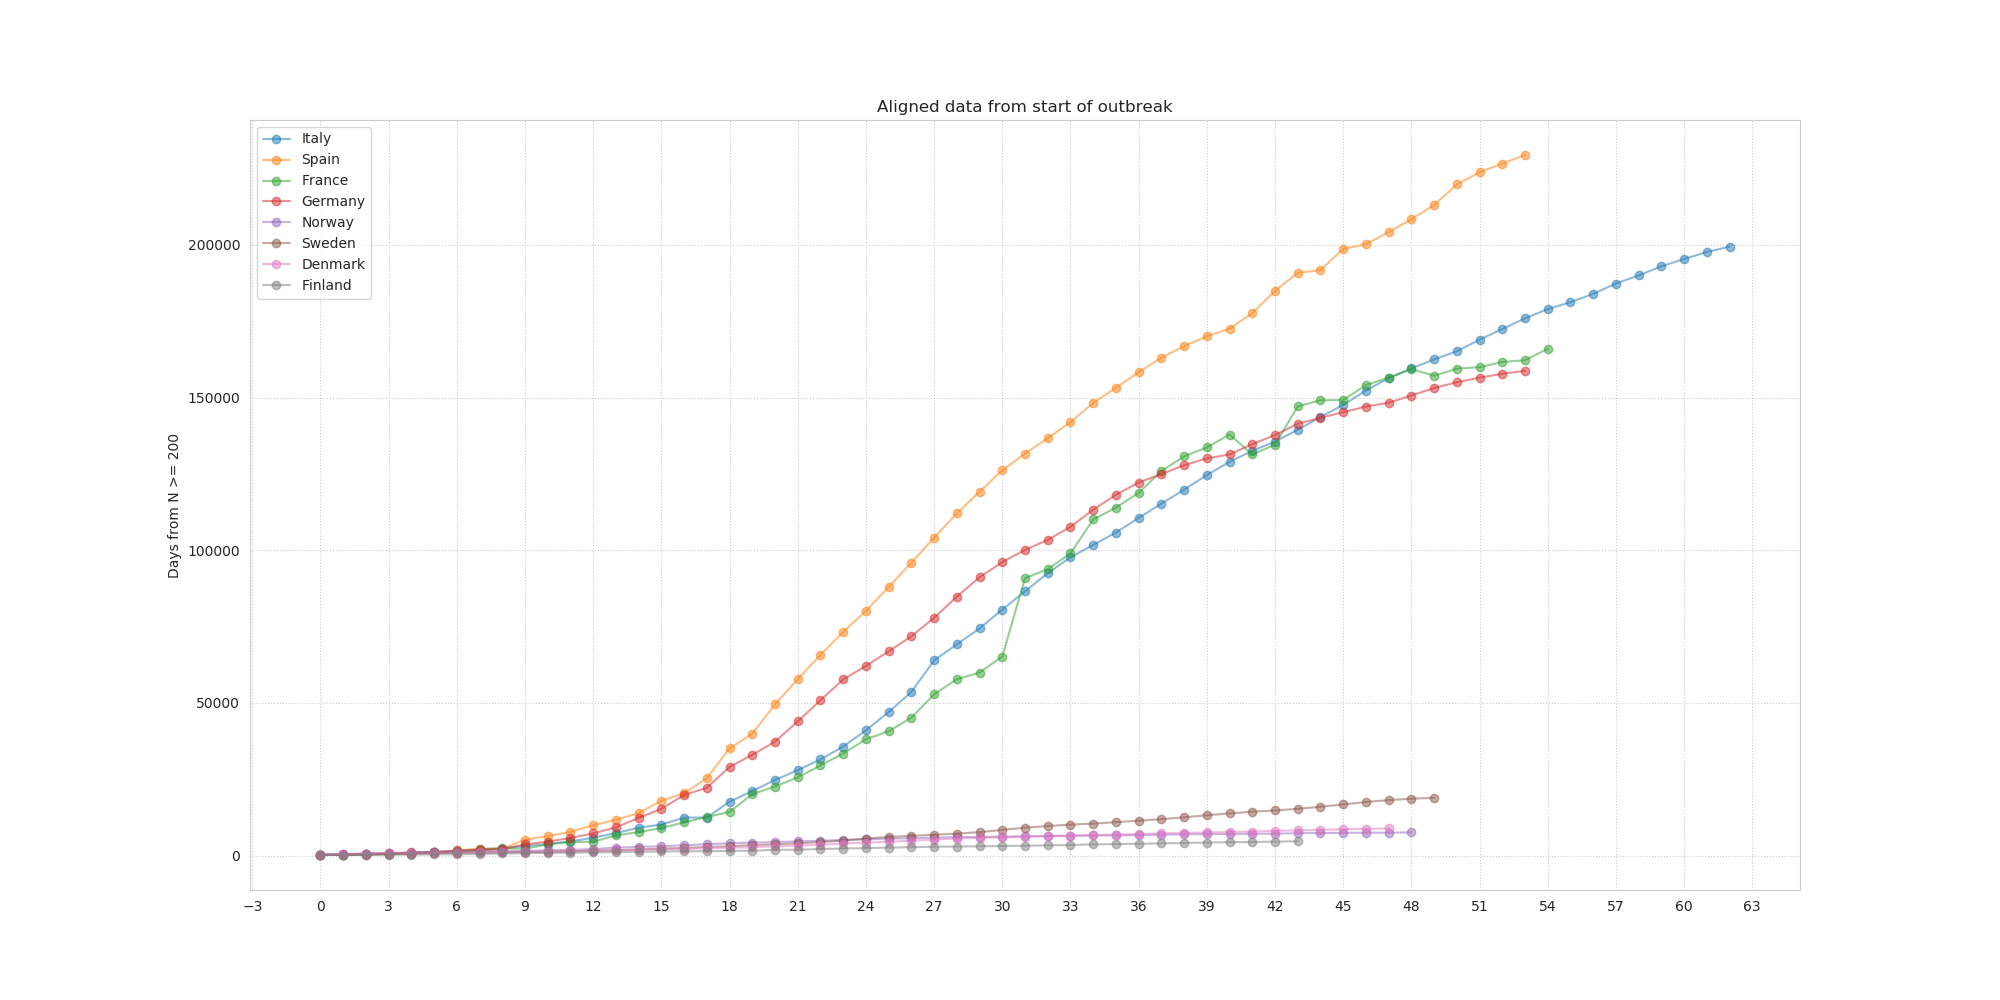 Aligned data from start of outbreak
Italy
Spain
France
Germany
Norway
Sweden
Denmark
Finland
200000
150000
100000
50000
0
Days from N >= 200
−3 0 3 6 9 12 15 18 21 24 27 30 33 36 39 42 45 48 51 54 57 60 63